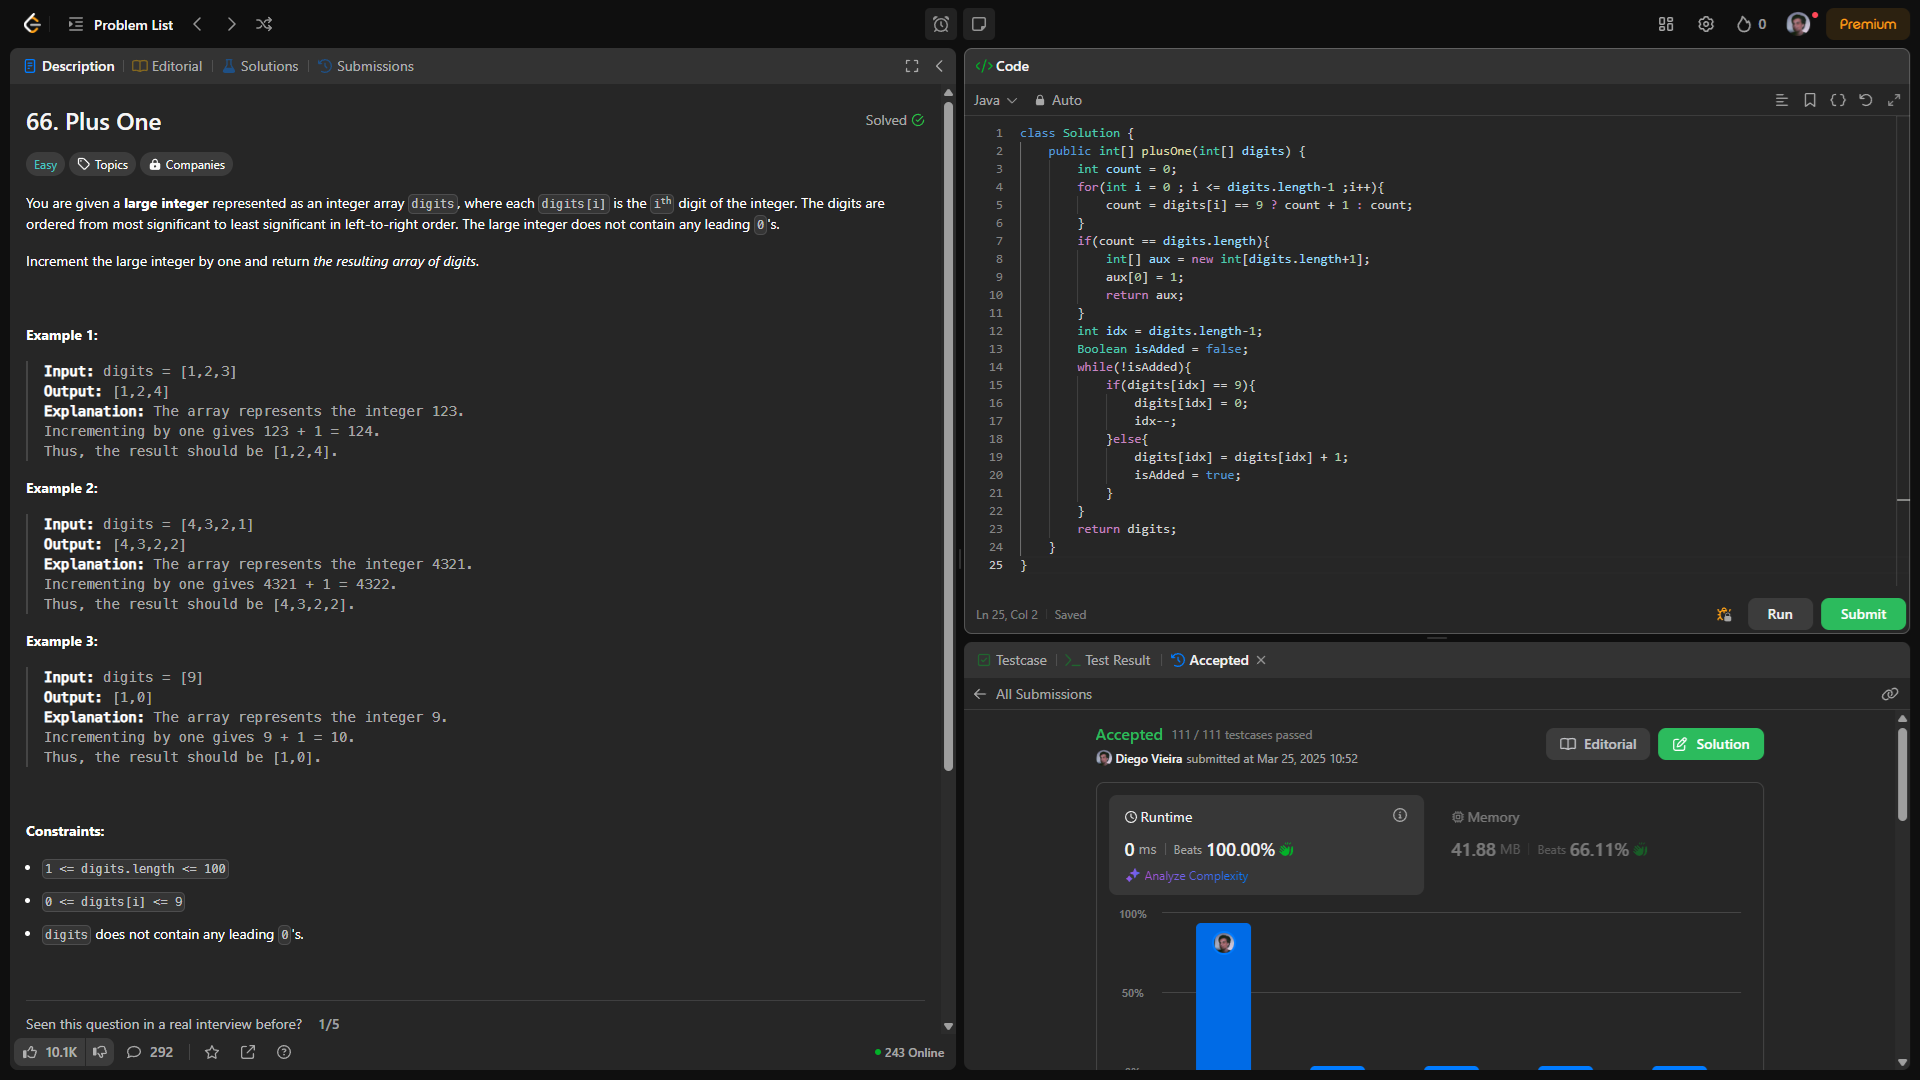 Problem List
0
Premium
Description
Editorial
Solutions
Submissions
66. Plus One
Solved
Easy
Topics
Companies
You are given a large integer represented as an integer array digits, where each digits[i] is the ith digit of the integer. The digits are
ordered from most significant to least significant in left-to-right order. The large integer does not contain any leading 0's.
Increment the large integer by one and return the resulting array of digits.
Example 1:
Input: digits = [1,2,3]
Output: [1,2,4]
Explanation: The array represents the integer 123.
Incrementing by one gives 123 + 1 = 124.
Thus, the result should be [1,2,4].
Example 2:
Input: digits = [4,3,2,1]
Output: [4,3,2,2]
Explanation: The array represents the integer 4321.
Incrementing by one gives 4321 + 1 = 4322.
Thus, the result should be [4,3,2,2].
Example 3:
Input: digits = [9]
Output: [1,0]
Explanation: The array represents the integer 9.
Incrementing by one gives 9 + 1 = 10.
Thus, the result should be [1,0].
Constraints:
• 1 <= digits.length <= 100
• 0 <= digits[i] <= 9
• digits does not contain any leading 0's.
Seen this question in a real interview before? 1/5
10.1K
292
243 Online
</> Code
Java
Auto
1 class Solution {
2 public int[] plusOne(int[] digits) {
3 int count = 0;
4 for(int i = 0 ; i <= digits.length-1 ;i++){
5 count = digits[i] == 9 ? count + 1 : count;
6 }
7 if(count == digits.length){
8 int[] aux = new int[digits.length+1];
9 aux[0] = 1;
10 return aux;
11 }
12 int idx = digits.length-1;
13 Boolean isAdded = false;
14 while(!isAdded){
15 if(digits[idx] == 9){
16 digits[idx] = 0;
17 idx--;
18 }else{
19 digits[idx] = digits[idx] + 1;
20 isAdded = true;
21 }
22 }
23 return digits;
24 }
25 }
Ln 25, Col 2
Saved
Run
Submit
Testcase
Test Result
Accepted
All Submissions
Accepted 111 / 111 testcases passed
Diego Vieira submitted at Mar 25, 2025 10:52
Editorial
Solution
Runtime
0 ms
Beats 100.00%
Analyze Complexity
Memory
41.88 MB
Beats 66.11%
100%
50%